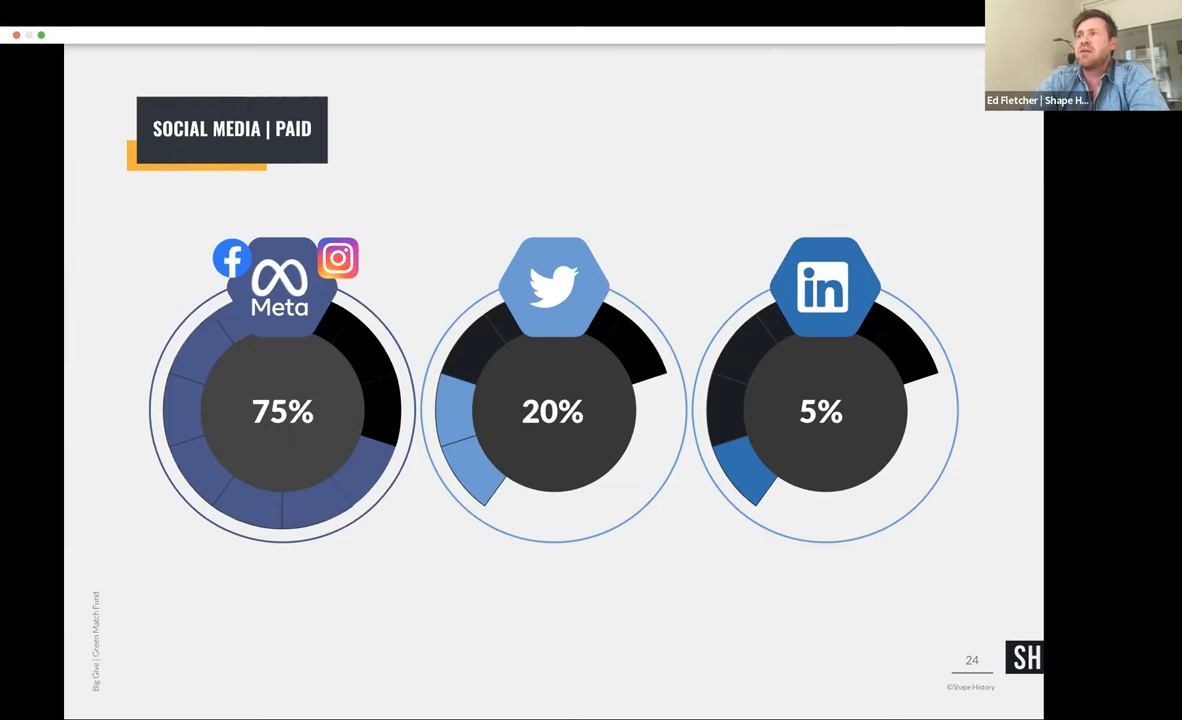 Ed Fletcher | Shape H...
SOCIAL MEDIA | PAID
Meta
in
75%
20%
5%
Big Give | Green Match Fund
24
SH
©Shape History